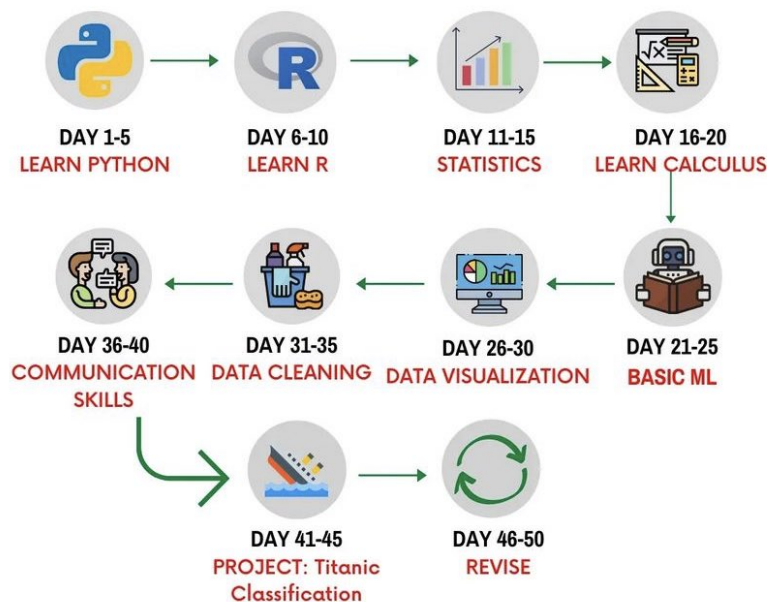 R
DAY 1-5
LEARN PYTHON
DAY 6-10
LEARN R
DAY 11-15
STATISTICS
√x
DAY 16-20
LEARN CALCULUS
DAY 36-40
COMMUNICATION
SKILLS
DAY 31-35
DATA CLEANING
DAY 26-30
DATA VISUALIZATION
DAY 21-25
BASIC ML
DAY 41-45
PROJECT: Titanic
Classification
DAY 46-50
REVISE